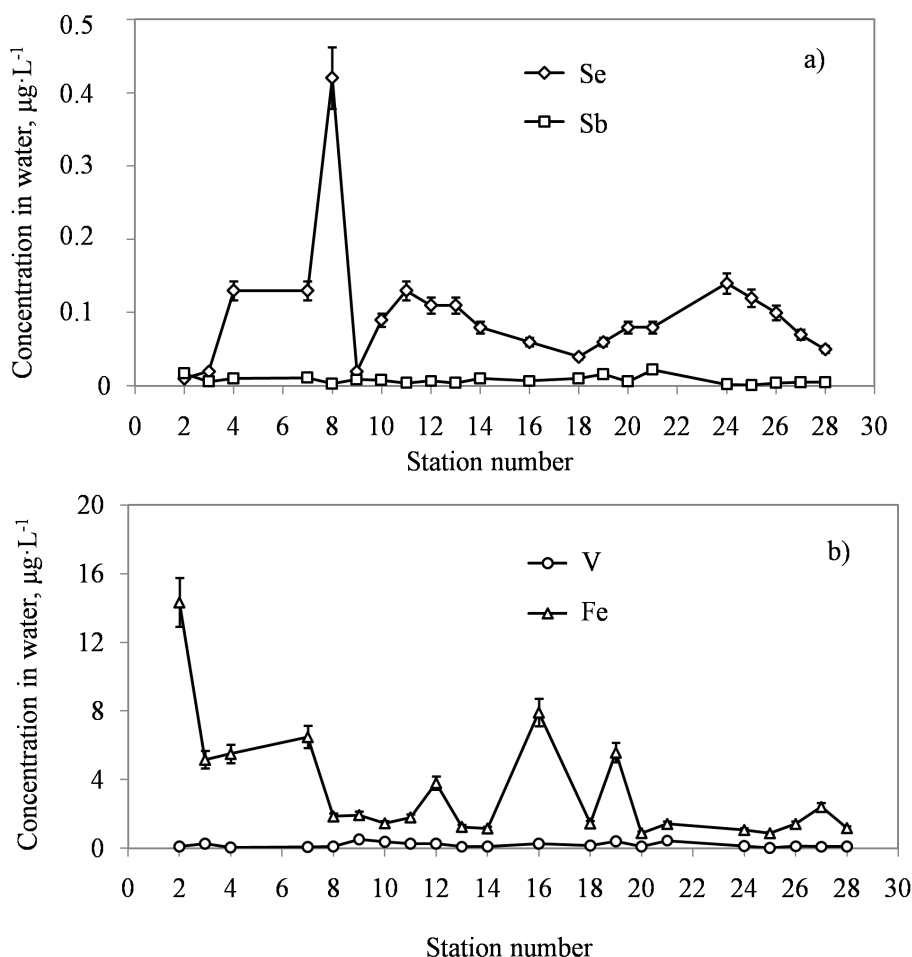 Concentration in water, µg·L⁻¹
0.5
0.4
0.3
0.2
0.1
0
a)
Se
Sb
0 2 4 6 8 10 12 14 16 18 20 22 24 26 28 30
Station number
Concentration in water, µg·L⁻¹
20
16
12
8
4
0
b)
V
Fe
0 2 4 6 8 10 12 14 16 18 20 22 24 26 28 30
Station number